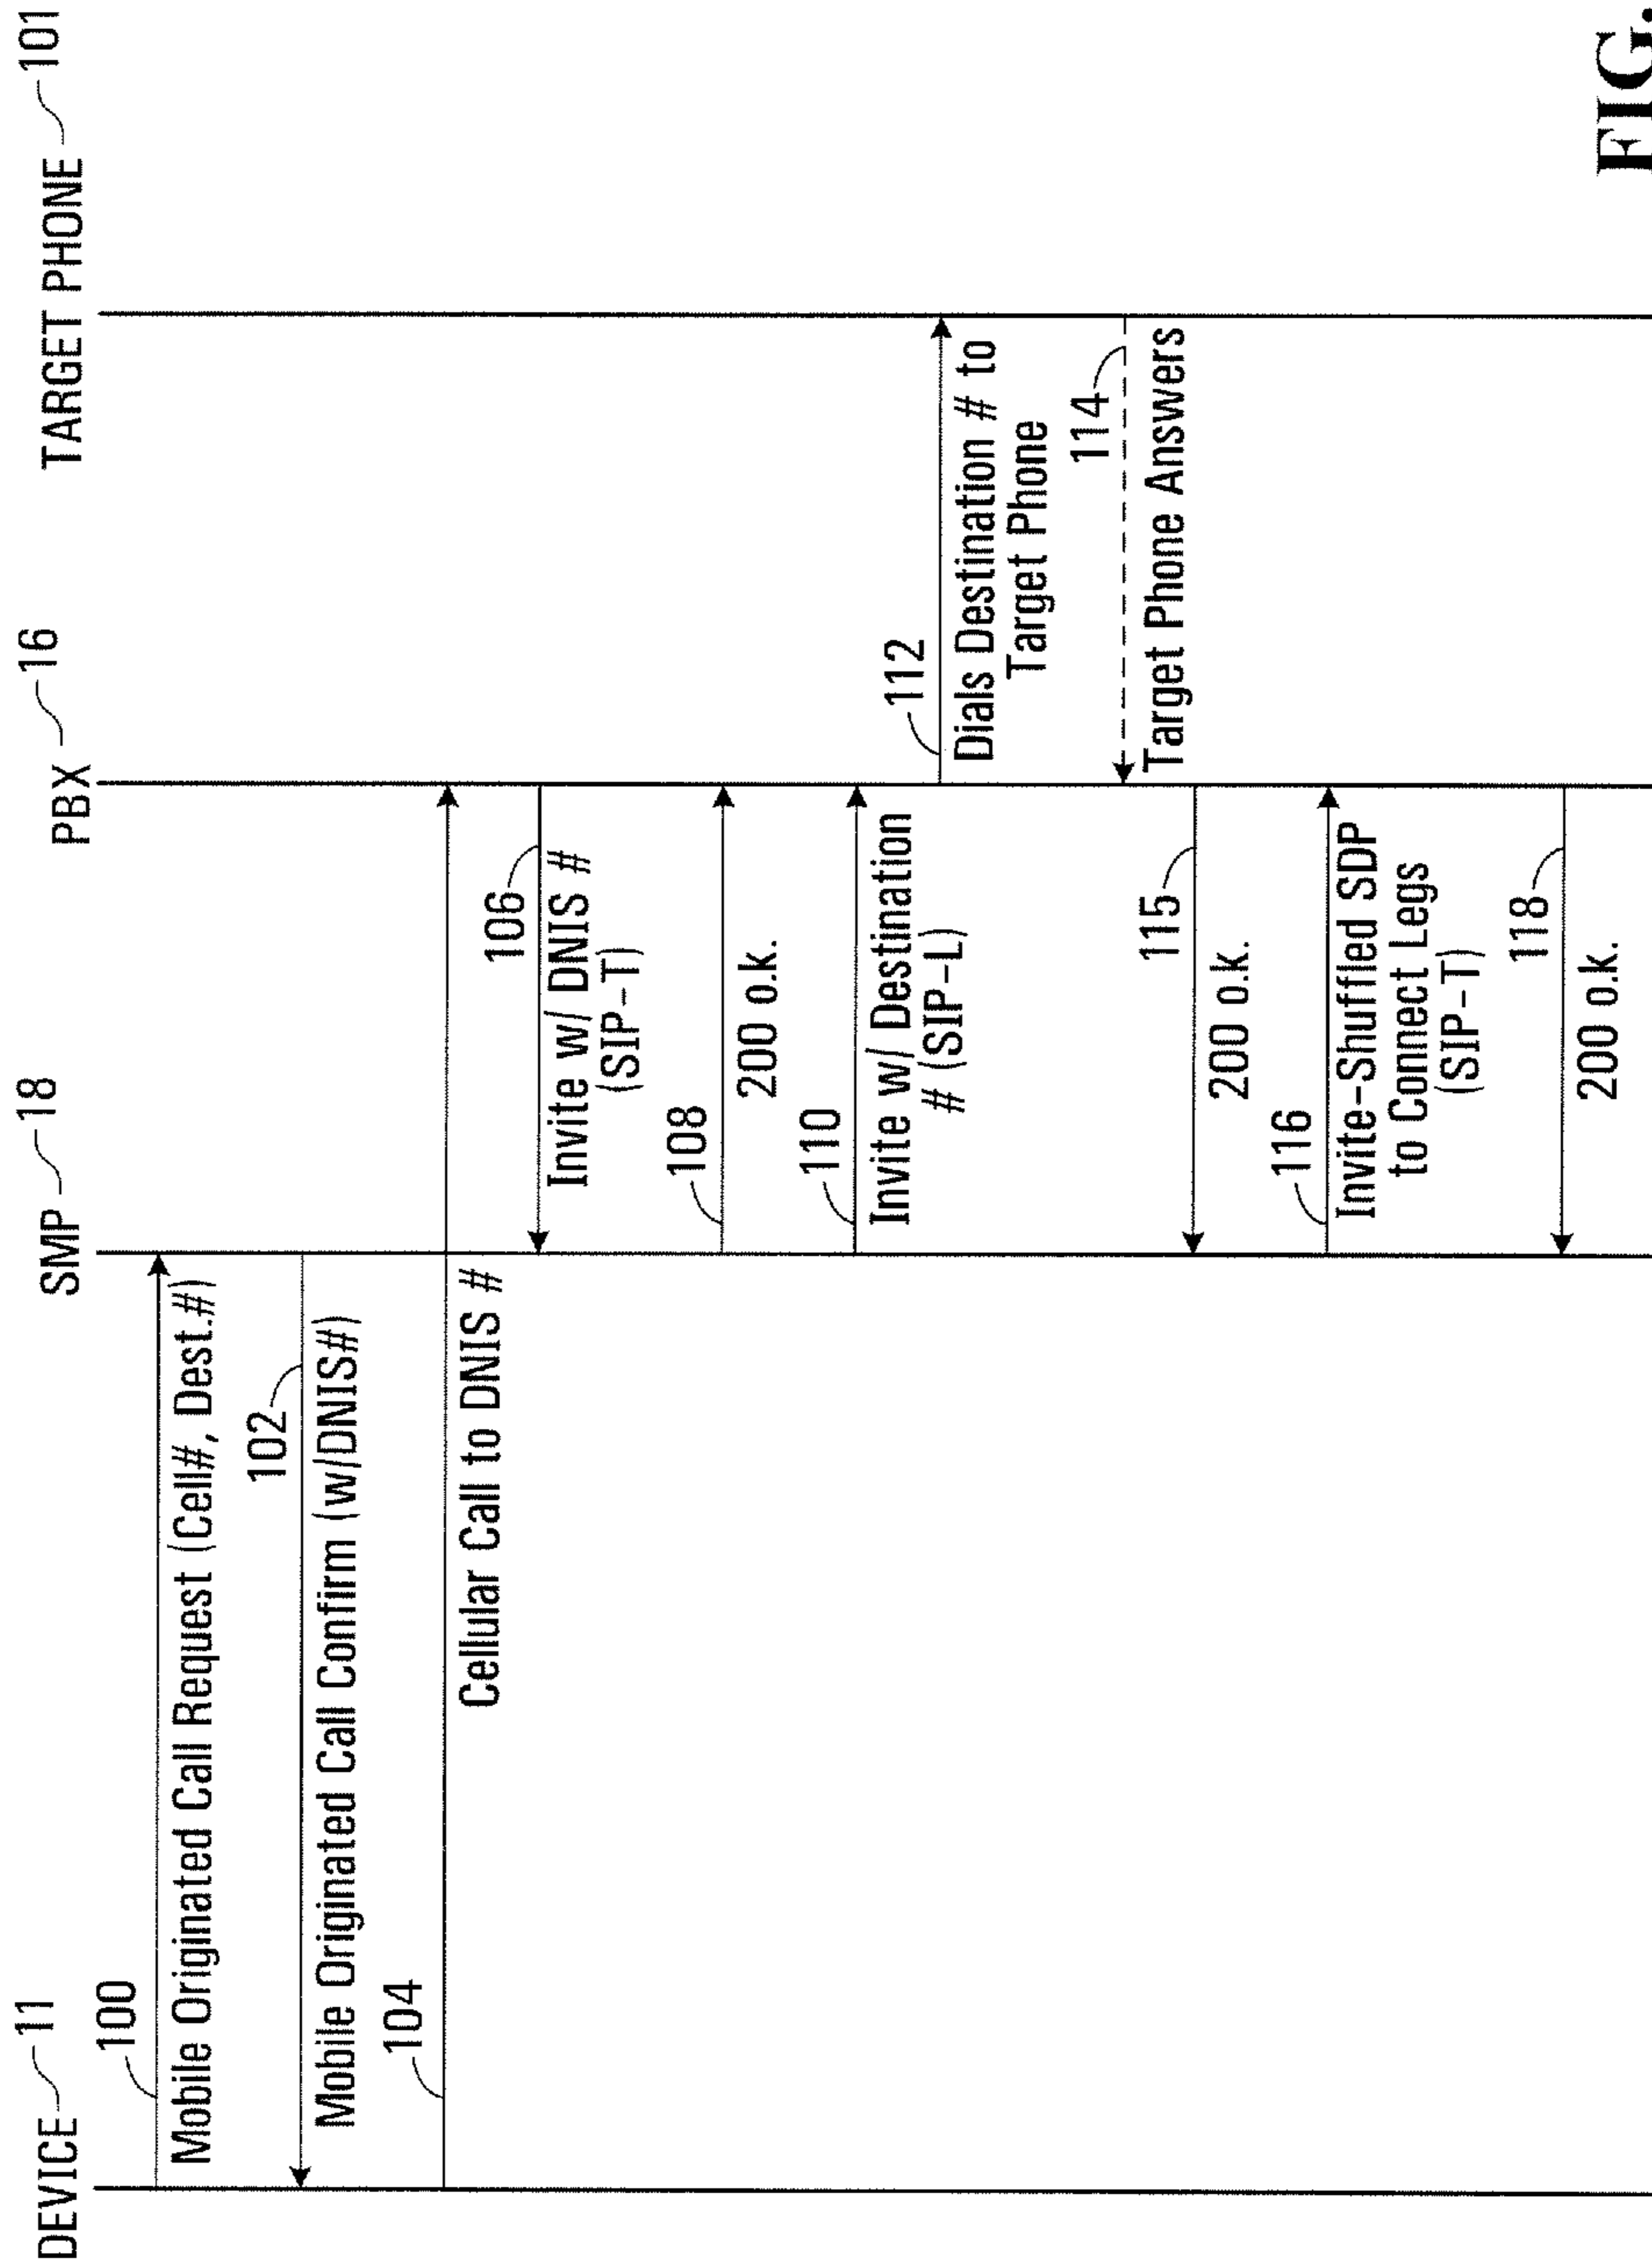 DEVICE 11
SMP 18
PBX 16
TARGET PHONE 101
100
Mobile Originated Call Request (Cell#, Dest.#)
102
Mobile Originated Call Confirm (w/DNIS#)
104
Cellular Call to DNIS #
106
Invite w/ DNIS #
(SIP-T)
108
200 o.k.
110
Invite w/ Destination
# (SIP-L)
112
Dials Destination # to
Target Phone
114
Target Phone Answers
115
200 o.k.
116
Invite-Shuffled SDP
to Connect Legs
(SIP-T)
118
200 o.k.
FIG.